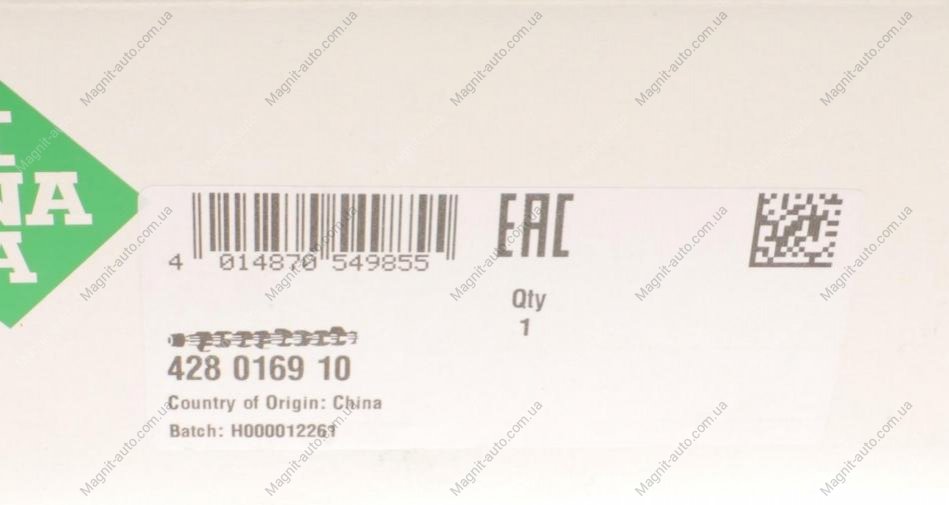 INA
4 014870 549855
EAC
Qty
1
428 0169 10
Country of Origin: China
Batch: H000012261
Magnit-auto.com.ua